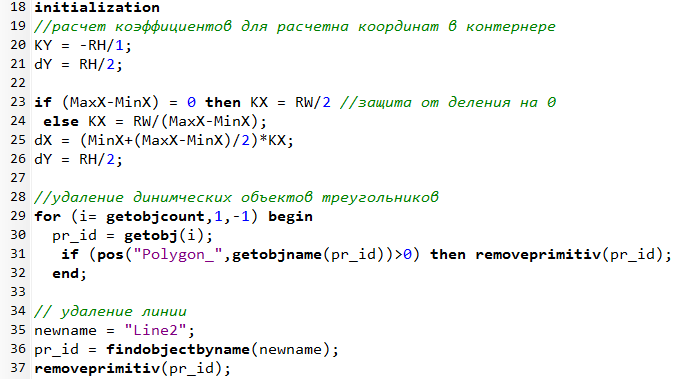 18 initialization
19 //расчет коэффициентов для расчетна координат в контернере
20 KY = -RH/1;
21 dY = RH/2;
22
23 if (MaxX-MinX) = 0 then KX = RW/2 //защита от деления на 0
24 else KX = RW/(MaxX-MinX);
25 dX = (MinX+(MaxX-MinX)/2)*KX;
26 dY = RH/2;
27
28 //удаление динимческих объектов треугольников
29 for (i= getobjcount,1,-1) begin
30 pr_id = getobj(i);
31 if (pos("Polygon_",getobjname(pr_id))>0) then removeprimitiv(pr_id);
32 end;
33
34 // удаление линии
35 newname = "Line2";
36 pr_id = findobjectbyname(newname);
37 removeprimitiv(pr_id);